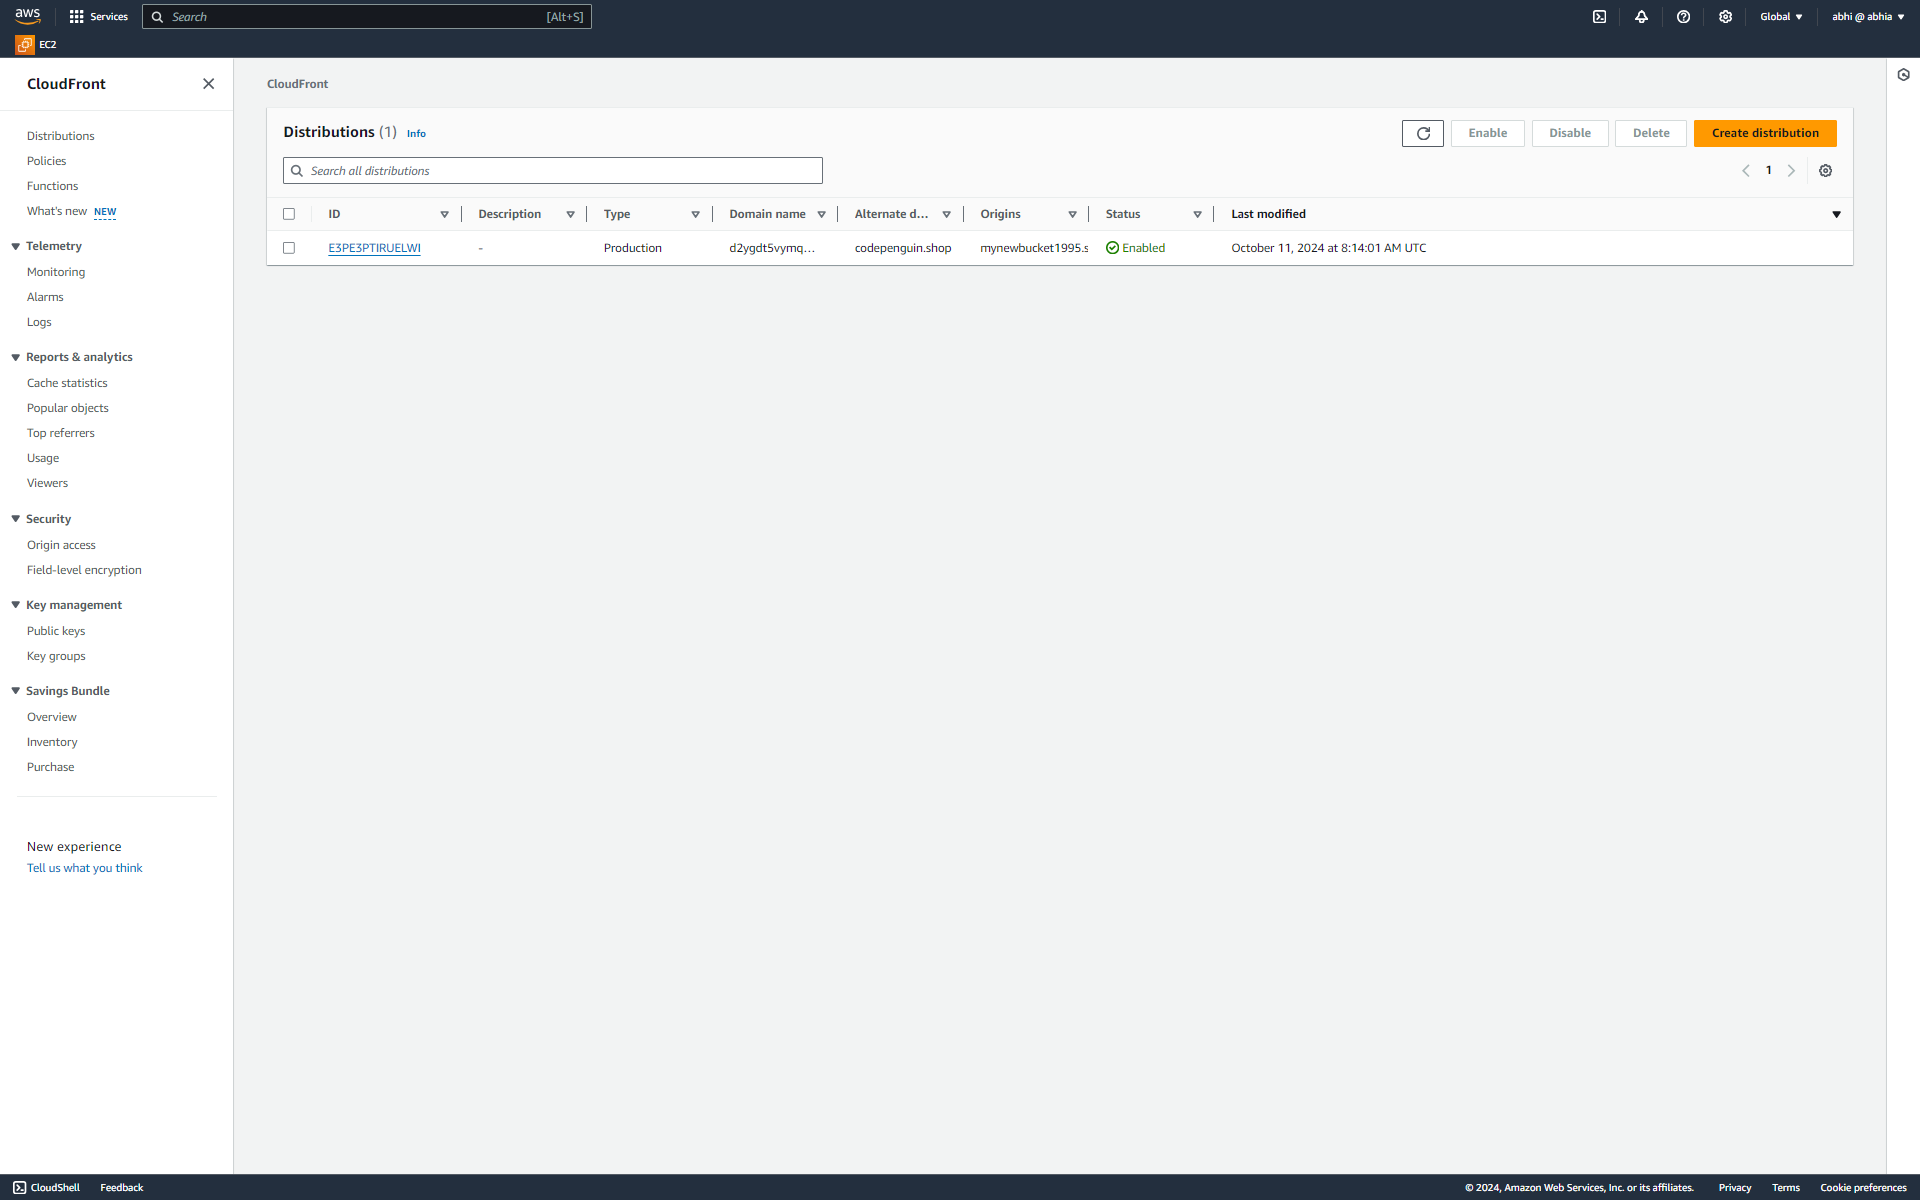 aws
Services
Search
[Alt+S]
Global
abhi @ abhia
EC2
CloudFront
Distributions
Policies
Functions
What's new NEW
Telemetry
Monitoring
Alarms
Logs
Reports & analytics
Cache statistics
Popular objects
Top referrers
Usage
Viewers
Security
Origin access
Field-level encryption
Key management
Public keys
Key groups
Savings Bundle
Overview
Inventory
Purchase
New experience
Tell us what you think
CloudFront
Distributions (1) Info
Enable
Disable
Delete
Create distribution
Search all distributions
1
ID Description Type Domain name Alternate d... Origins Status Last modified
E3PE3PTIRUELWI - Production d2ygdt5vymq... codepenguin.shop mynewbucket1995.s Enabled October 11, 2024 at 8:14:01 AM UTC
CloudShell Feedback
© 2024, Amazon Web Services, Inc. or its affiliates. Privacy Terms Cookie preferences